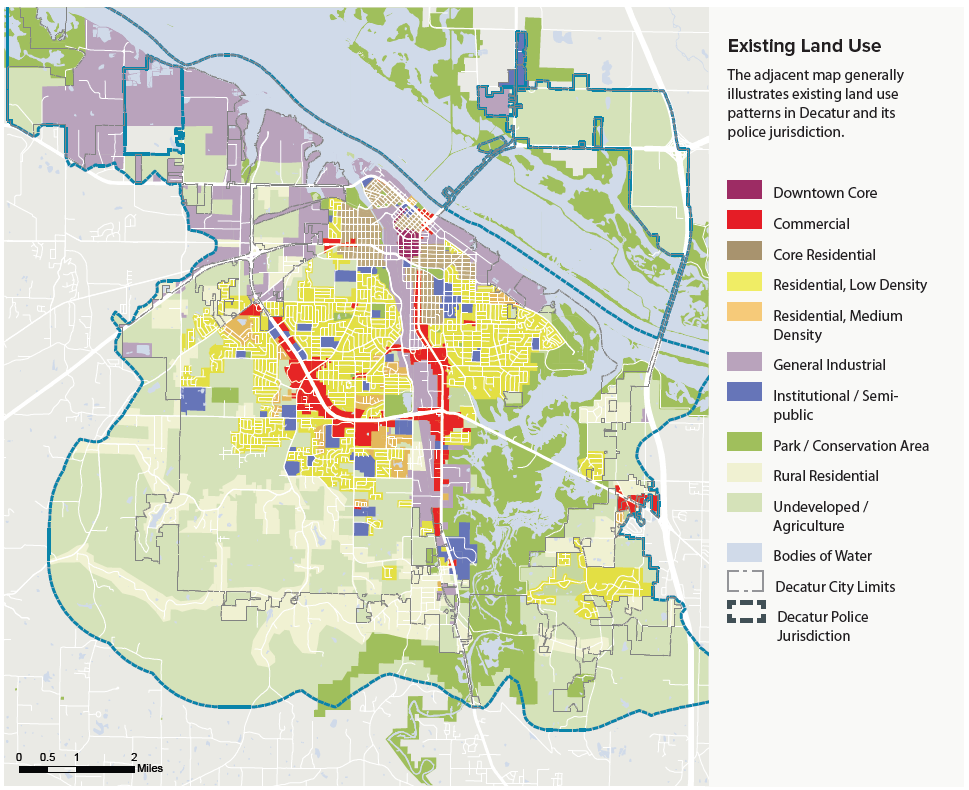 Existing Land Use
The adjacent map generally
illustrates existing land use
patterns in Decatur and its
police jurisdiction.
Downtown Core
Commercial
Core Residential
Residential, Low Density
Residential, Medium
Density
General Industrial
Institutional / Semi-
public
Park / Conservation Area
Rural Residential
Undeveloped /
Agriculture
Bodies of Water
Decatur City Limits
Decatur Police
Jurisdiction
0 0.5 1 2
Miles